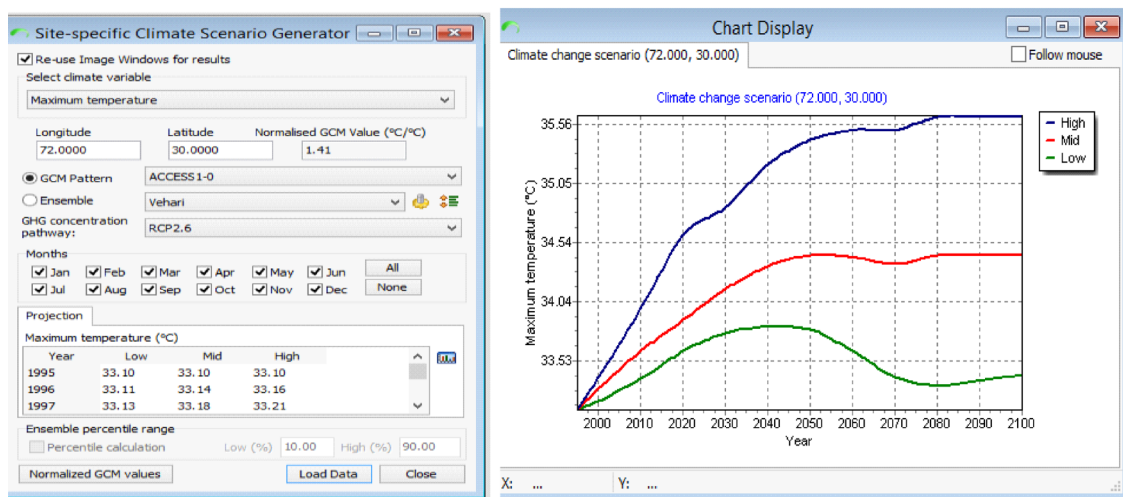 Site-specific Climate Scenario Generator
Re-use Image Windows for results
Select climate variable
Maximum temperature
Longitude Latitude Normalised GCM Value (°C/°C)
72.0000 30.0000 1.41
GCM Pattern ACCESS1-0
Ensemble Vehari
GHG concentration
pathway: RCP2.6
Months
Jan Feb Mar Apr May Jun All
Jul Aug Sep Oct Nov Dec None
Projection
Maximum temperature (°C)
Year Low Mid High
1995 33.10 33.10 33.10
1996 33.11 33.14 33.16
1997 33.13 33.18 33.21
Ensemble percentile range
Percentile calculation Low (%) 10.00 High (%) 90.00
Normalized GCM values Load Data Close
Chart Display
Climate change scenario (72.000, 30.000) Follow mouse
Climate change scenario (72.000, 30.000)
High
Mid
Low
Maximum temperature (°C)
35.56
35.05
34.54
34.04
33.53
2000 2010 2020 2030 2040 2050 2060 2070 2080 2090 2100
Year
X: ... Y: ...